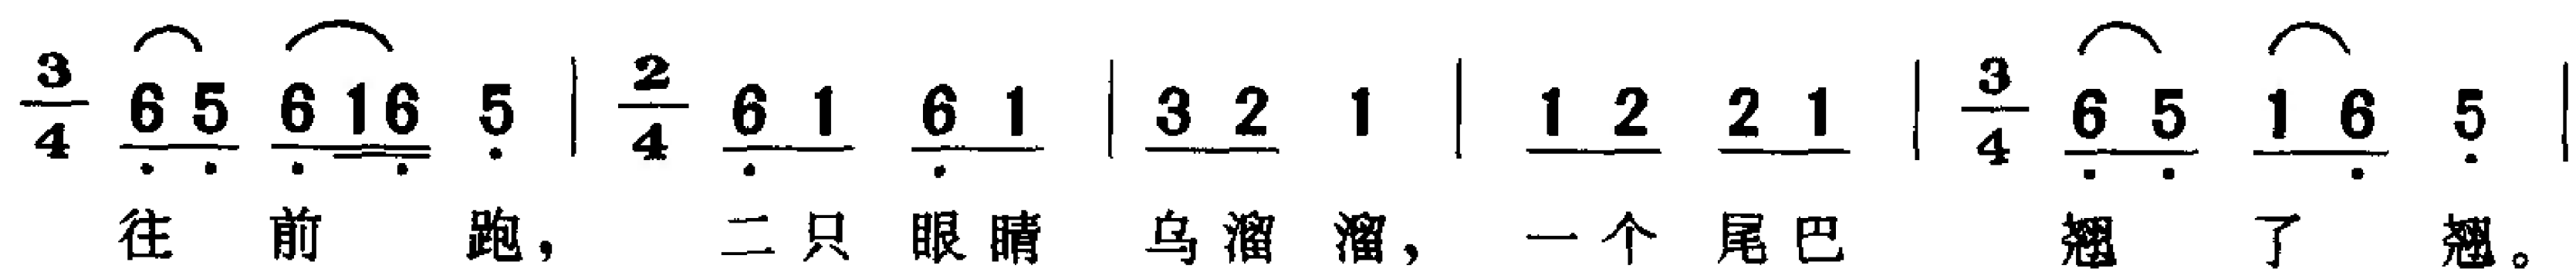 3/4 6 5 6 1 6 5 | 2/4 6 1 6 1 | 3 2 1 | 1 2 2 1 | 3/4 6 5 1 6 5 |
往 前 跑， 二只 眼睛 乌溜 溜， 一个 尾巴 翘 了 翘。